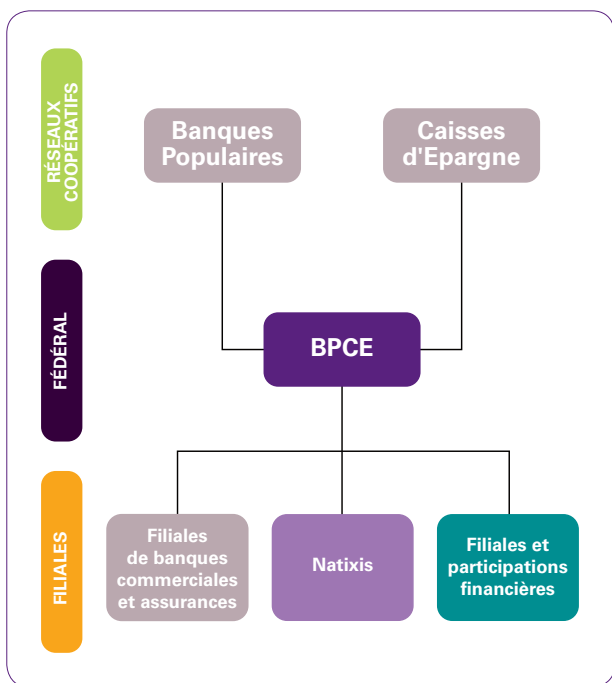 RÉSEAUX
COOPÉRATIFS
Banques
Populaires
Caisses
d'Epargne
FÉDÉRAL
BPCE
FILIALES
Filiales
de banques
commerciales
et assurances
Natixis
Filiales et
participations
financières